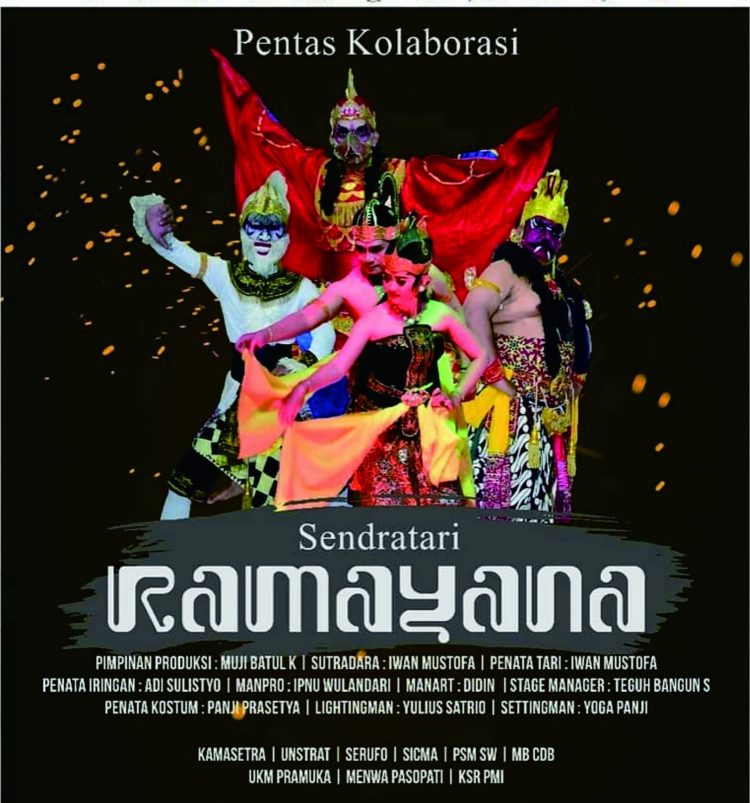 Pentas Kolaborasi
Sendratari
RAMAYANA
PIMPINAN PRODUKSI : MUJI BATUL K | SUTRADARA : IWAN MUSTOFA | PENATA TARI : IWAN MUSTOFA
PENATA IRINGAN : ADI SULISTYO | MANPRO : IPNU WULANDARI | MANART : DIDIN | STAGE MANAGER : TEGUH BANGUN S
PENATA KOSTUM : PANJI PRASETYA | LIGHTINGMAN : YULIUS SATRIO | SETTINGMAN : YOGA PANJI
KAMASETRA | UNSTRAT | SERUFO | SICMA | PSM SW | MB CDB
UKM PRAMUKA | MENWA PASOPATI | KSR PMI